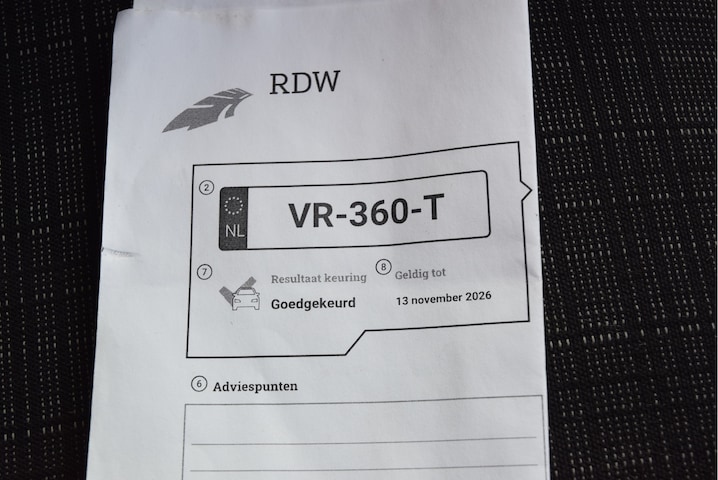 RDW
2
NL
VR-360-T
7
Resultaat keuring
Goedgekeurd
8
Geldig tot
13 november 2026
6 Adviespunten